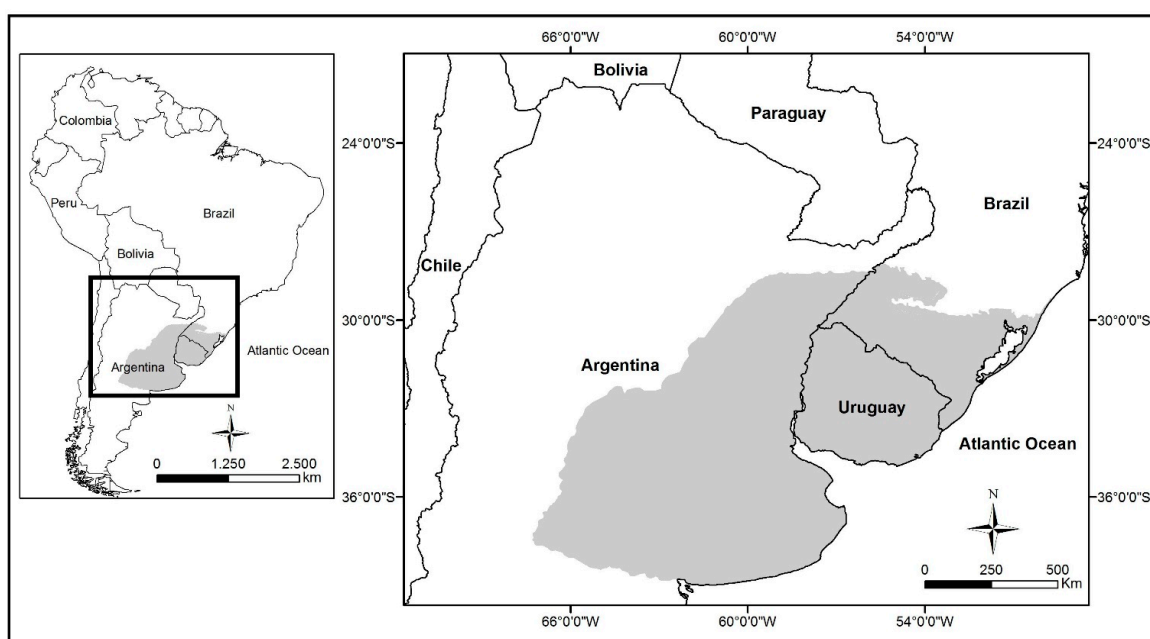 Colombia
Peru
Brazil
Bolivia
Argentina
Atlantic Ocean
N
0 1.250 2.500
km
66°0'0"W 60°0'0"W 54°0'0"W
Bolivia
Paraguay
24°0'0"S 24°0'0"S
Brazil
Chile
30°0'0"S 30°0'0"S
Argentina
Uruguay
Atlantic Ocean
36°0'0"S 36°0'0"S
N
0 250 500
Km
66°0'0"W 60°0'0"W 54°0'0"W